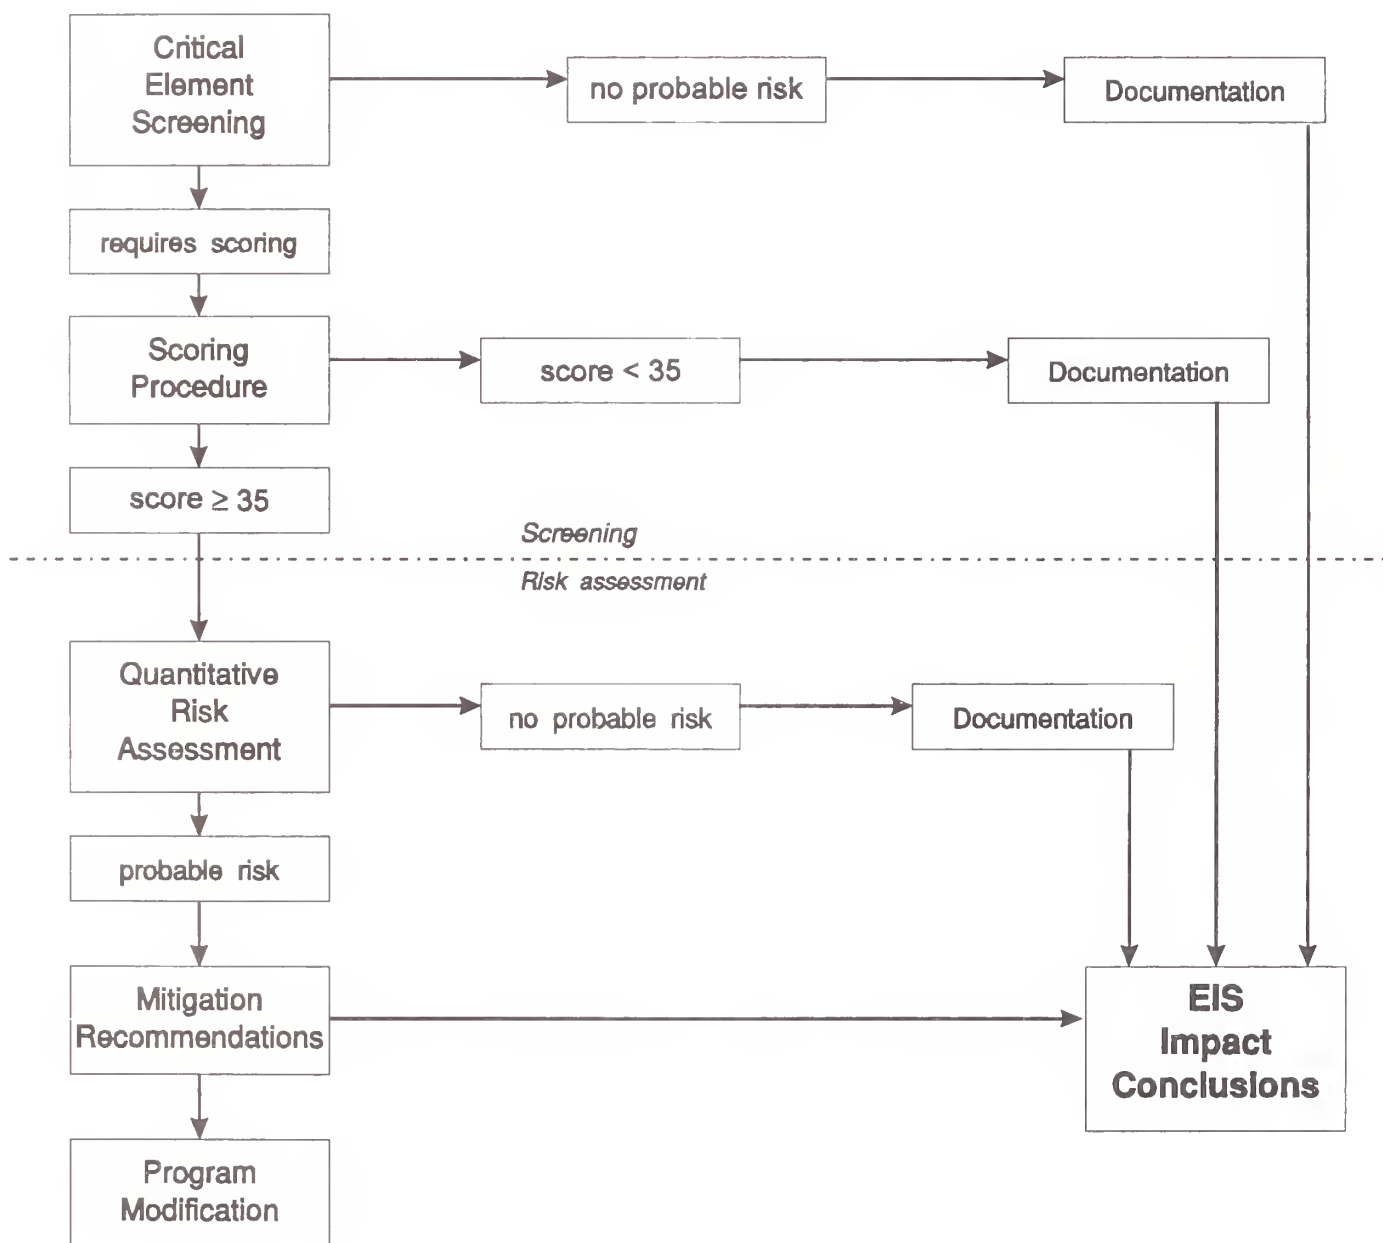 Critical
Element
Screening
no probable risk
Documentation
requires scoring
Scoring
Procedure
score < 35
Documentation
score ≥ 35
Screening
Risk assessment
Quantitative
Risk
Assessment
no probable risk
Documentation
probable risk
Mitigation
Recommendations
EIS
Impact
Conclusions
Program
Modification